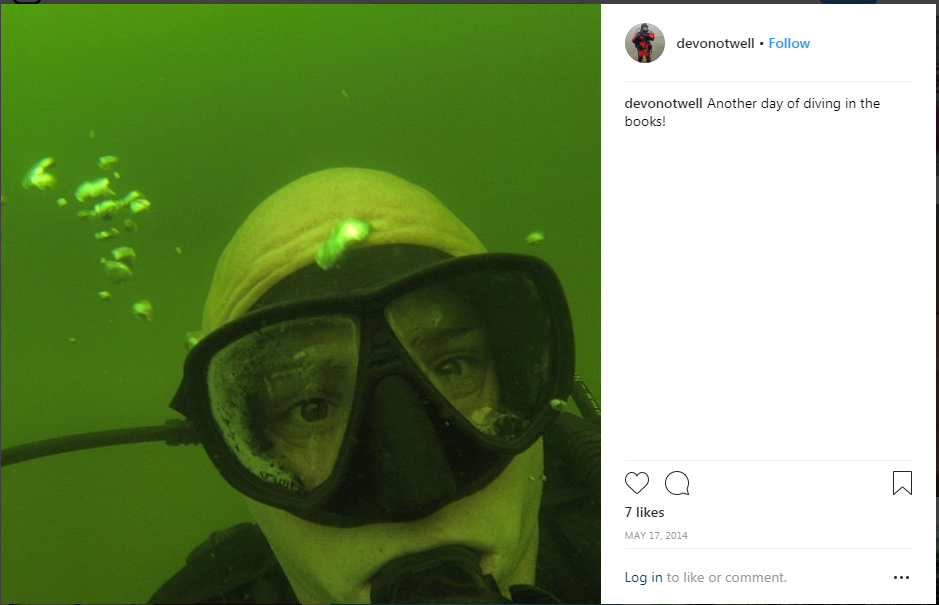 devonotwell • Follow
devonotwell Another day of diving in the
books!
7 likes
MAY 17, 2014
Log in to like or comment.